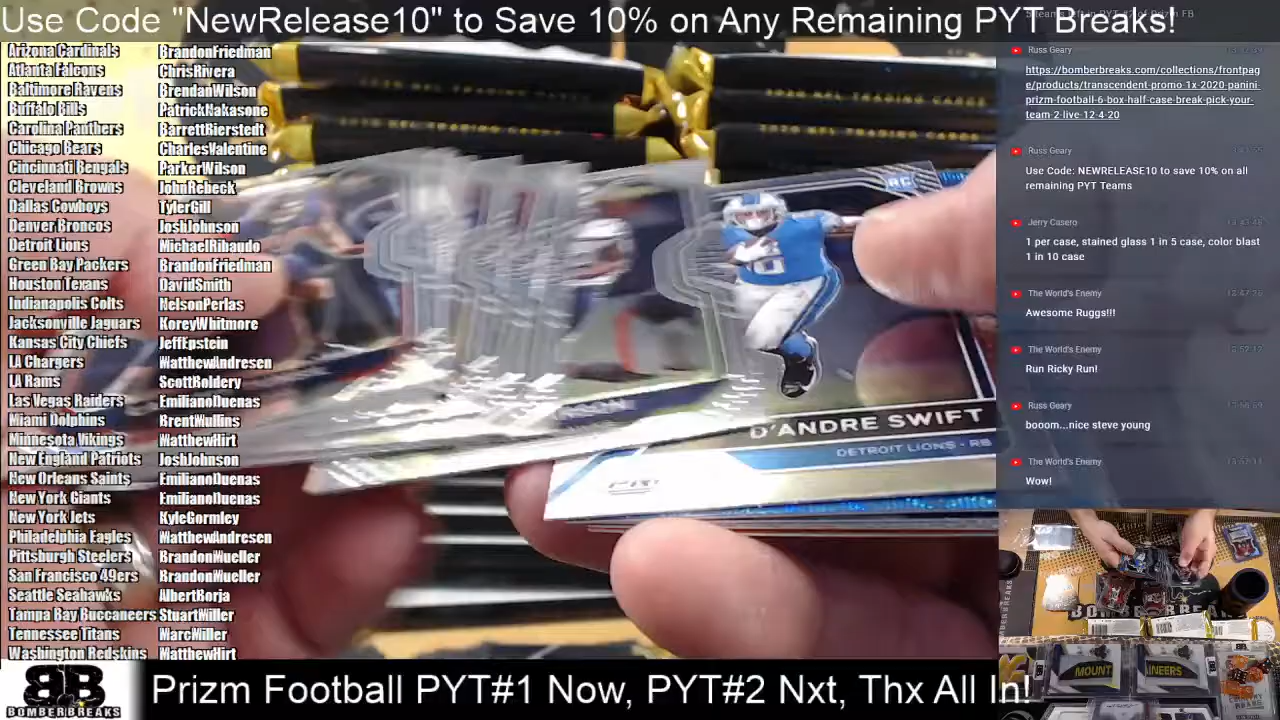 Use Code "NewRelease10" to Save 10% on Any Remaining PYT Breaks!
Arizona Cardinals BrandonFriedman
Atlanta Falcons ChrisRivera
Baltimore Ravens BrendanWilson
Buffalo Bills PatrickNakasone
Carolina Panthers BarrettBierstedt
Chicago Bears CharlesValentine
Cincinnati Bengals ParkerWilson
Cleveland Browns JohnRebeck
Dallas Cowboys TylerGill
Denver Broncos JoshJohnson
Detroit Lions MichaelRibaudo
Green Bay Packers BrandonFriedman
Houston Texans DavidSmith
Indianapolis Colts NelsonPerlas
Jacksonville Jaguars KoreyWhitmore
Kansas City Chiefs JeffEpstein
LA Chargers MatthewAndresen
LA Rams ScottBoldery
Las Vegas Raiders EmilianoDuenas
Miami Dolphins BrentMullins
Minnesota Vikings MatthewHirt
New England Patriots JoshJohnson
New Orleans Saints EmilianoDuenas
New York Giants EmilianoDuenas
New York Jets KyleGormley
Philadelphia Eagles MatthewAndresen
Pittsburgh Steelers BrandonMueller
San Francisco 49ers BrandonMueller
Seattle Seahawks AlbertBorja
Tampa Bay Buccaneers StuartMiller
Tennessee Titans MarcMiller
Washington Redskins MatthewHirt
2020 NFL TRADING CARDS
RC
D'ANDRE SWIFT
DETROIT LIONS - RB
Russ Geary
https://bomberbreaks.com/collections/frontpag
e/products/transcendent-promo-1x-2020-panini-
prizm-football-6-box-half-case-break-pick-your-
team-2-live-12-4-20
Russ Geary
Use Code: NEWRELEASE10 to save 10% on all
remaining PYT Teams
Jerry Casero
1 per case, stained glass 1 in 5 case, color blast
1 in 10 case
The World's Enemy
Awesome Ruggs!!!
The World's Enemy
Run Ricky Run!
Russ Geary
booom...nice steve young
The World's Enemy
Wow!
BOMBER BREAKS
MOUNT
INEERS
BB
BOMBERBREAKS
Prizm Football PYT#1 Now, PYT#2 Nxt, Thx All In!